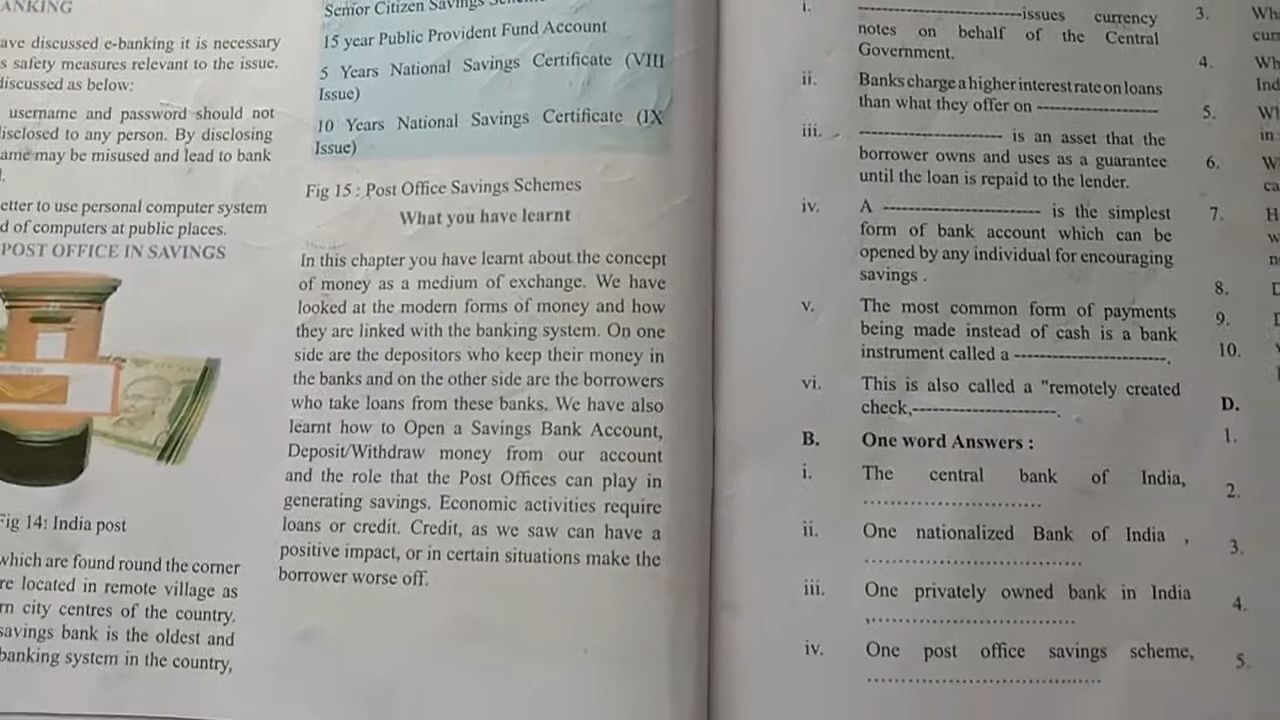 ANKING
ave discussed e-banking it is necessary
s safety measures relevant to the issue.
discussed as below:
username and password should not
disclosed to any person. By disclosing
ame may be misused and lead to bank
etter to use personal computer system
d of computers at public places.
POST OFFICE IN SAVINGS
Fig 14: India post
which are found round the corner
re located in remote village as
rn city centres of the country.
savings bank is the oldest and
banking system in the country,
Senior Citizen Savings
15 year Public Provident Fund Account
5 Years National Savings Certificate (VIII
Issue)
10 Years National Savings Certificate (IX
Issue)
Fig 15 : Post Office Savings Schemes
What you have learnt
In this chapter you have learnt about the concept
of money as a medium of exchange. We have
looked at the modern forms of money and how
they are linked with the banking system. On one
side are the depositors who keep their money in
the banks and on the other side are the borrowers
who take loans from these banks. We have also
learnt how to Open a Savings Bank Account,
Deposit/Withdraw money from our account
and the role that the Post Offices can play in
generating savings. Economic activities require
loans or credit. Credit, as we saw can have a
positive impact, or in certain situations make the
borrower worse off.
i. --------------------issues currency
notes on behalf of the Central
Government.
ii. Banks charge a higher interest rate on loans
than what they offer on ---------------
iii. ------------------ is an asset that the
borrower owns and uses as a guarantee
until the loan is repaid to the lender.
iv. A -------------------- is the simplest
form of bank account which can be
opened by any individual for encouraging
savings .
v. The most common form of payments
being made instead of cash is a bank
instrument called a -------------------.
vi. This is also called a "remotely created
check,------------------.
B. One word Answers :
i. The central bank of India,
................................
ii. One nationalized Bank of India ,
.......................................
iii. One privately owned bank in India
,.....................................
iv. One post office savings scheme,
..........................................
3.
4.
5.
in
6.
7.
8.
9.
10.
D.
1.
2.
3.
4.
5.